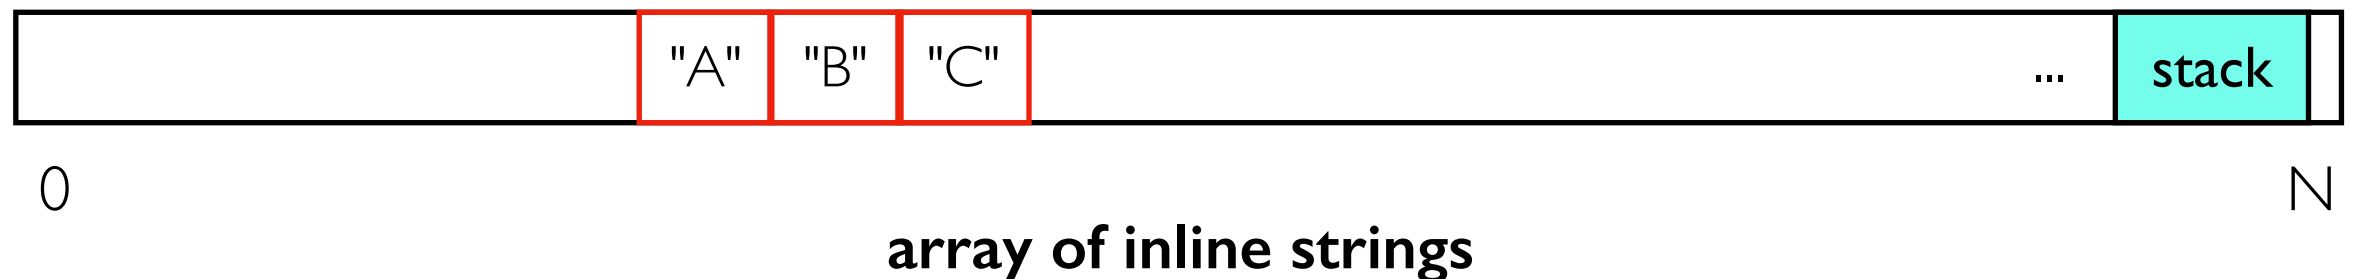 "A" "B" "C" ... stack
0 N
array of inline strings